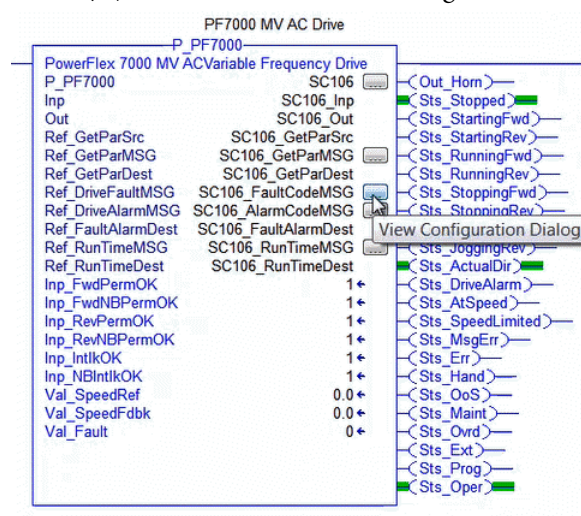 PF7000 MV AC Drive
P_PF7000
PowerFlex 7000 MV ACVariable Frequency Drive
P_PF7000 SC106 ... Out_Horn
Inp SC106_Inp Sts_Stopped
Out SC106_Out Sts_StartingFwd
Ref_GetParSrc SC106_GetParSrc Sts_StartingRev
Ref_GetParMSG SC106_GetParMSG ... Sts_RunningFwd
Ref_GetParDest SC106_GetParDest Sts_RunningRev
Ref_DriveFaultMSG SC106_FaultCodeMSG ... Sts_StoppingFwd
Ref_DriveAlarmMSG SC106_AlarmCodeMSG Sts_StoppingRev
Ref_FaultAlarmDest SC106_FaultAlarmDest View Configuration Dialog
Ref_RunTimeMSG SC106_RunTimeMSG ... Sts_JoggingRev
Ref_RunTimeDest SC106_RunTimeDest Sts_ActualDir
Inp_FwdPermOK 1 Sts_DriveAlarm
Inp_FwdNBPermOK 1 Sts_AtSpeed
Inp_RevPermOK 1 Sts_SpeedLimited
Inp_RevNBPermOK 1 Sts_MsgErr
Inp_IntlkOK 1 Sts_Err
Inp_NBIntlkOK 1 Sts_Hand
Val_SpeedRef 0.0 Sts_OoS
Val_SpeedFdbk 0.0 Sts_Maint
Val_Fault 0 Sts_Ovrd
Sts_Ext
Sts_Prog
Sts_Oper